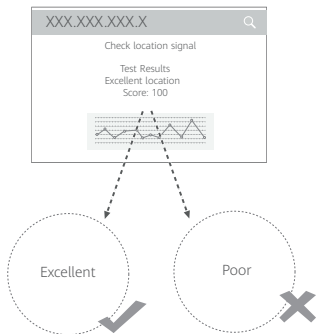 XXX.XXX.XXX.X
Check location signal
Test Results
Excellent location
Score: 100
Excellent
Poor